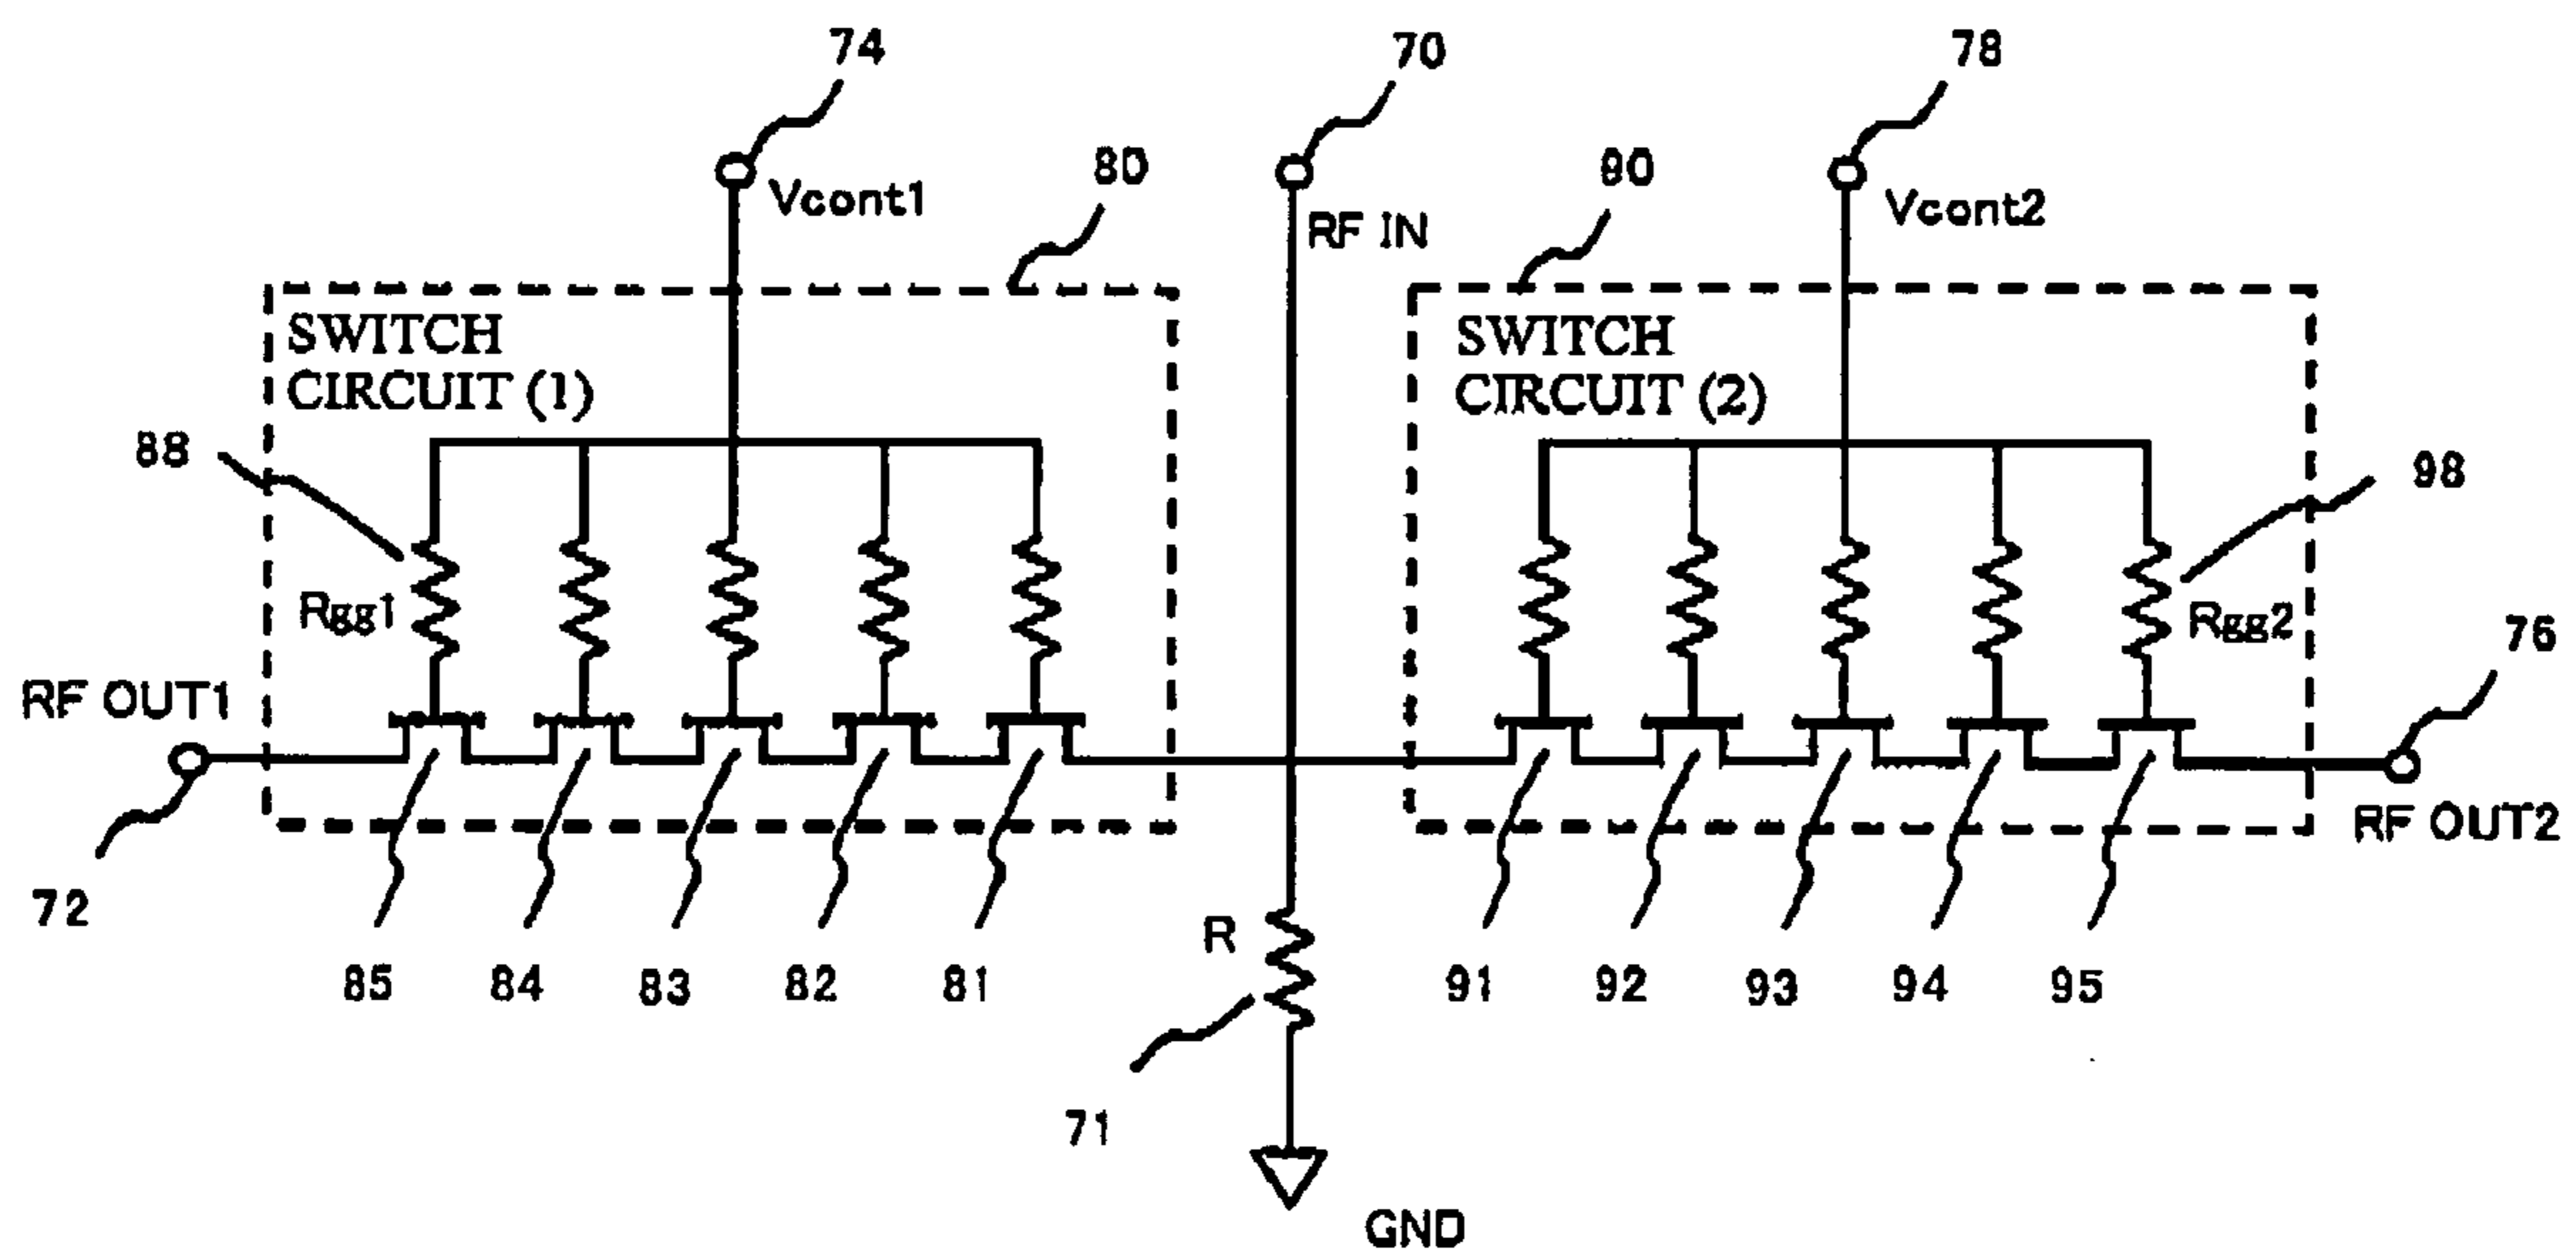 74
70
78
80
90
Vcont1
RF IN
Vcont2
SWITCH
CIRCUIT (1)
SWITCH
CIRCUIT (2)
88
98
Rgg1
Rgg2
76
RF OUT1
RF OUT2
72
R
85
84
83
82
81
91
92
93
94
95
71
GND